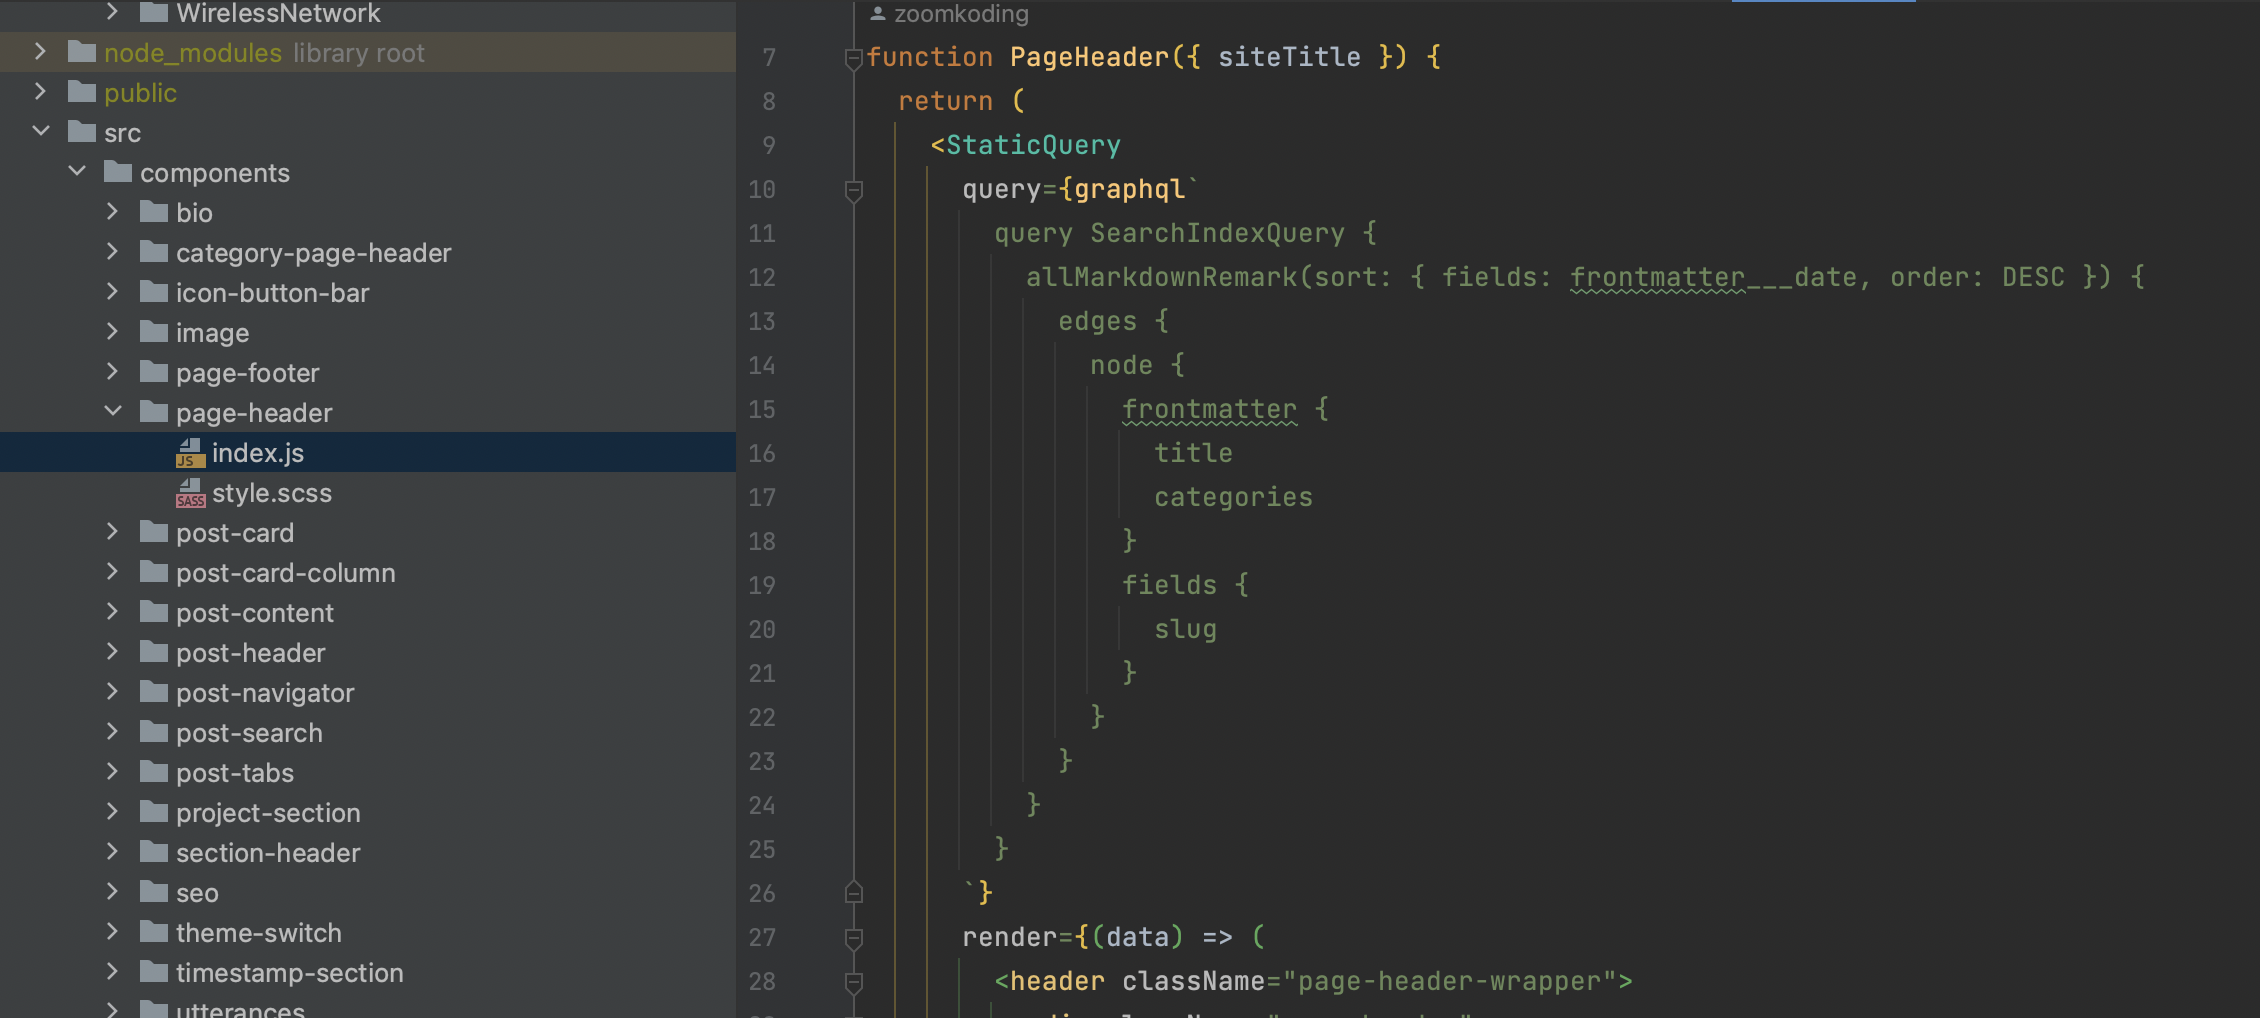 WirelessNetwork
node_modules library root
public
src
components
bio
category-page-header
icon-button-bar
image
page-footer
page-header
JS index.js
SASS style.scss
post-card
post-card-column
post-content
post-header
post-navigator
post-search
post-tabs
project-section
section-header
seo
theme-switch
timestamp-section
utterances
zoomkoding
7 function PageHeader({ siteTitle }) {
8 return (
9 <StaticQuery
10 query={graphql`
11 query SearchIndexQuery {
12 allMarkdownRemark(sort: { fields: frontmatter___date, order: DESC }) {
13 edges {
14 node {
15 frontmatter {
16 title
17 categories
18 }
19 fields {
20 slug
21 }
22 }
23 }
24 }
25 }
26 `}
27 render={(data) => (
28 <header className="page-header-wrapper">